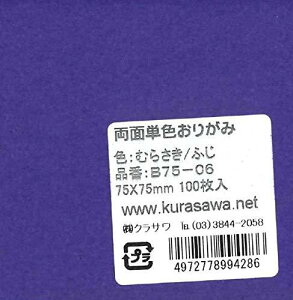 両面単色おりがみ
色:むらさき/ふじ
品番:B75-06
75X75mm 100枚入
www.kurasawa.net
㈱クラサワ ℡(03)3844-2058
4972778994286